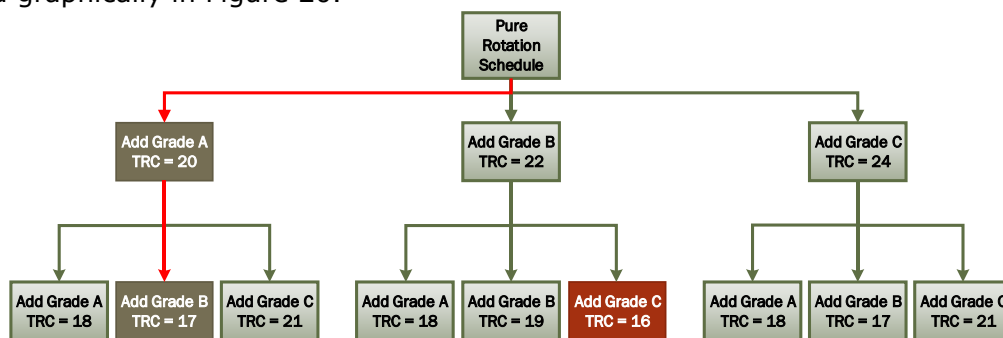 graphically in Figure 20.
Pure
Rotation
Schedule
Add Grade A
TRC = 20
Add Grade B
TRC = 22
Add Grade C
TRC = 24
Add Grade A
TRC = 18
Add Grade B
TRC = 17
Add Grade C
TRC = 21
Add Grade A
TRC = 18
Add Grade B
TRC = 19
Add Grade C
TRC = 16
Add Grade A
TRC = 18
Add Grade B
TRC = 17
Add Grade C
TRC = 21